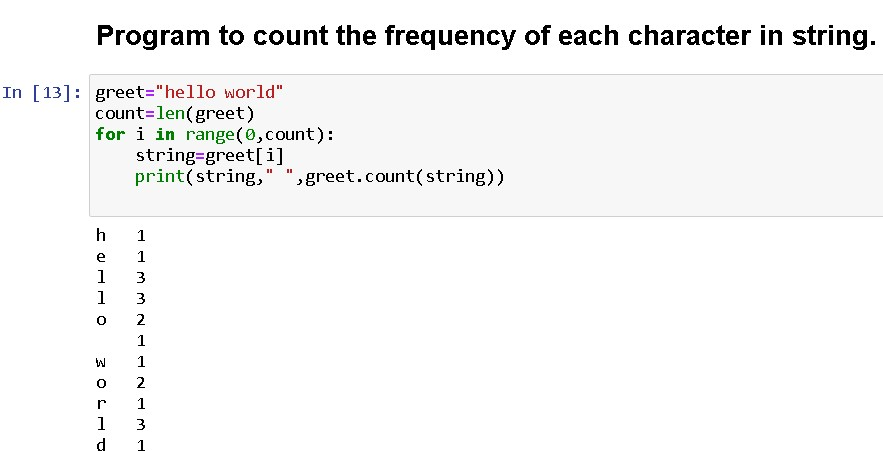 Program to count the frequency of each character in string.
In [13]: greet="hello world"
count=len(greet)
for i in range(0,count):
    string=greet[i]
    print(string," ",greet.count(string))
h   1
e   1
l   3
l   3
o   2
    1
w   1
o   2
r   1
l   3
d   1